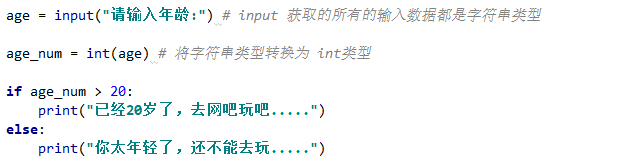 age = input("请输入年龄:") # input 获取的所有的输入数据都是字符串类型
age_num = int(age) # 将字符串类型转换为 int类型
if age_num > 20:
    print("已经20岁了，去网吧玩吧.....")
else:
    print("你太年轻了，还不能去玩.....")